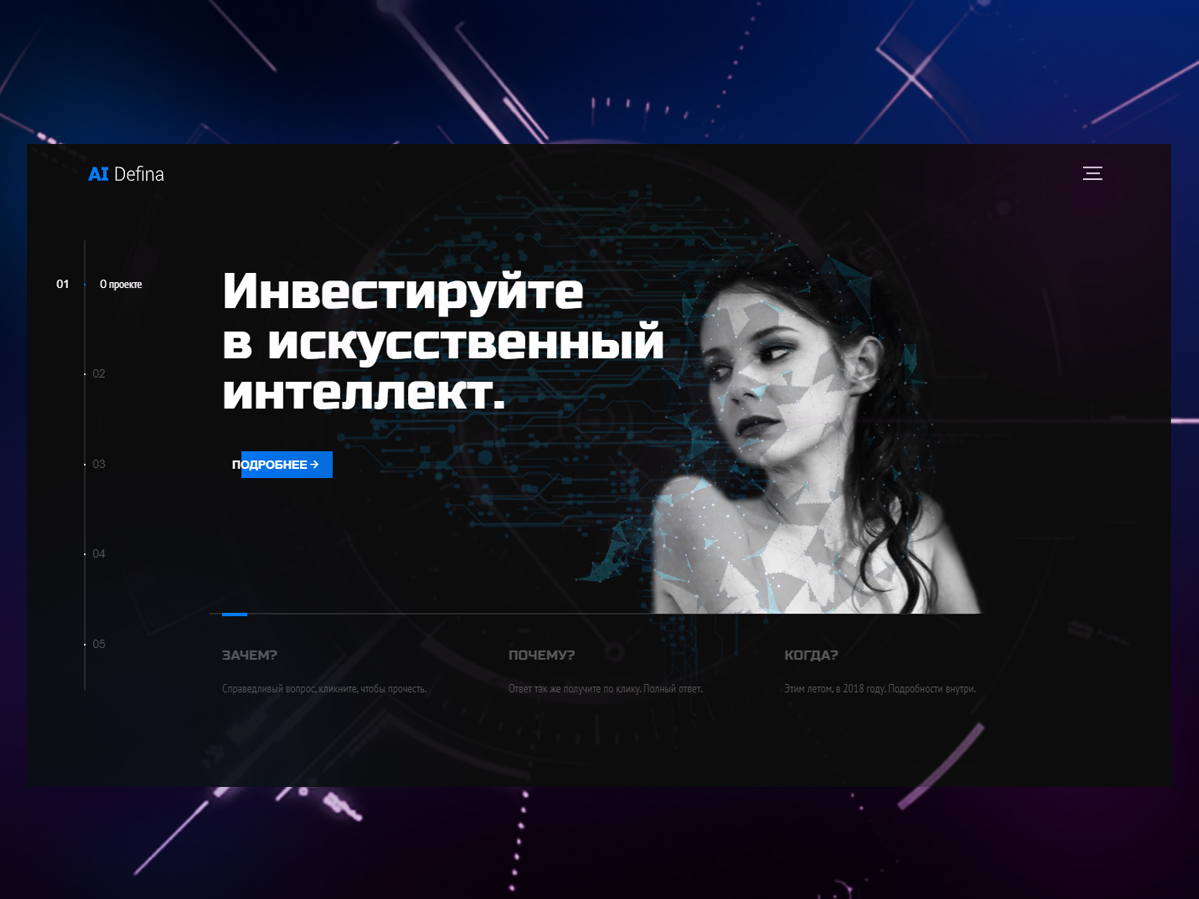 AI Defina
01 О проекте
Инвестируйте
в искусственный
интеллект.
02
03
ПОДРОБНЕЕ →
04
05
ЗАЧЕМ?
Справедливый вопрос, кликните, чтобы прочесть.
ПОЧЕМУ?
Ответ так же получите по клику. Полный ответ.
КОГДА?
Этим летом, в 2018 году. Подробности внутри.